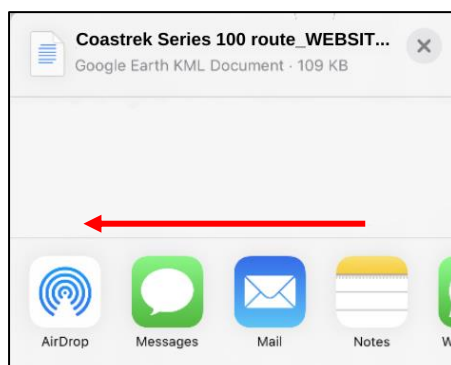 Coastrek Series 100 route_WEBSIT...
Google Earth KML Document · 109 KB
AirDrop Messages Mail Notes W